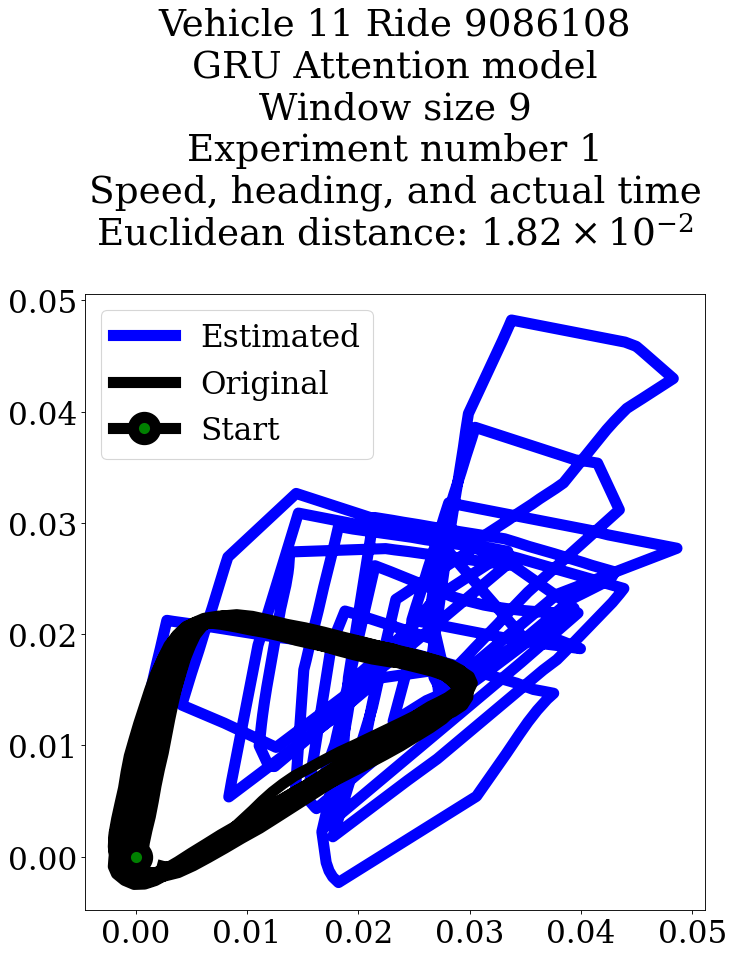 Vehicle 11 Ride 9086108
GRU Attention model
Window size 9
Experiment number 1
Speed, heading, and actual time
Euclidean distance: 1.82 × 10⁻²
0.05
0.04
0.03
0.02
0.01
0.00
Estimated
Original
Start
0.00 0.01 0.02 0.03 0.04 0.05